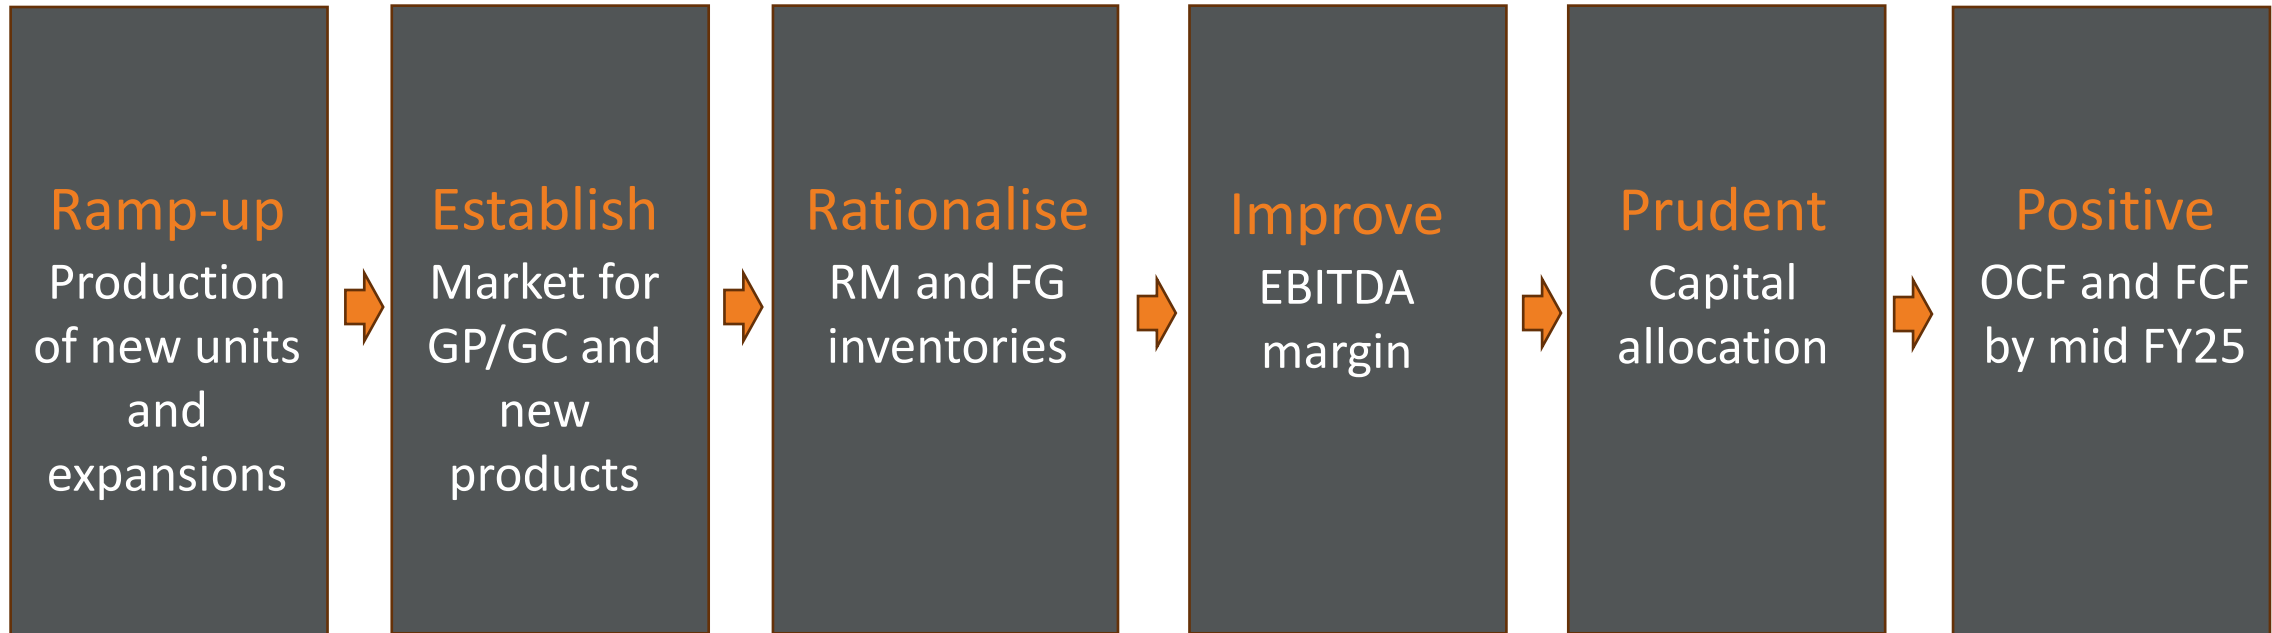 Ramp-up
Production
of new units
and
expansions
Establish
Market for
GP/GC and
new
products
Rationalise
RM and FG
inventories
Improve
EBITDA
margin
Prudent
Capital
allocation
Positive
OCF and FCF
by mid FY25